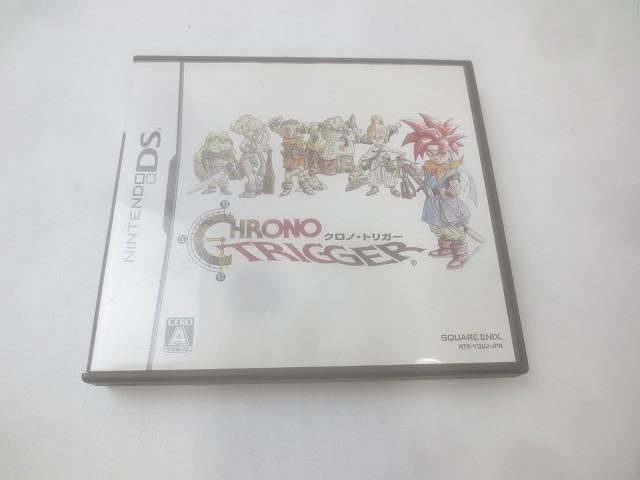 NINTENDO DS
CHRONO
クロノ・トリガー
TRIGGER®
CERO
A
SQUARE ENIX.
NTR-YQUJ-JPN